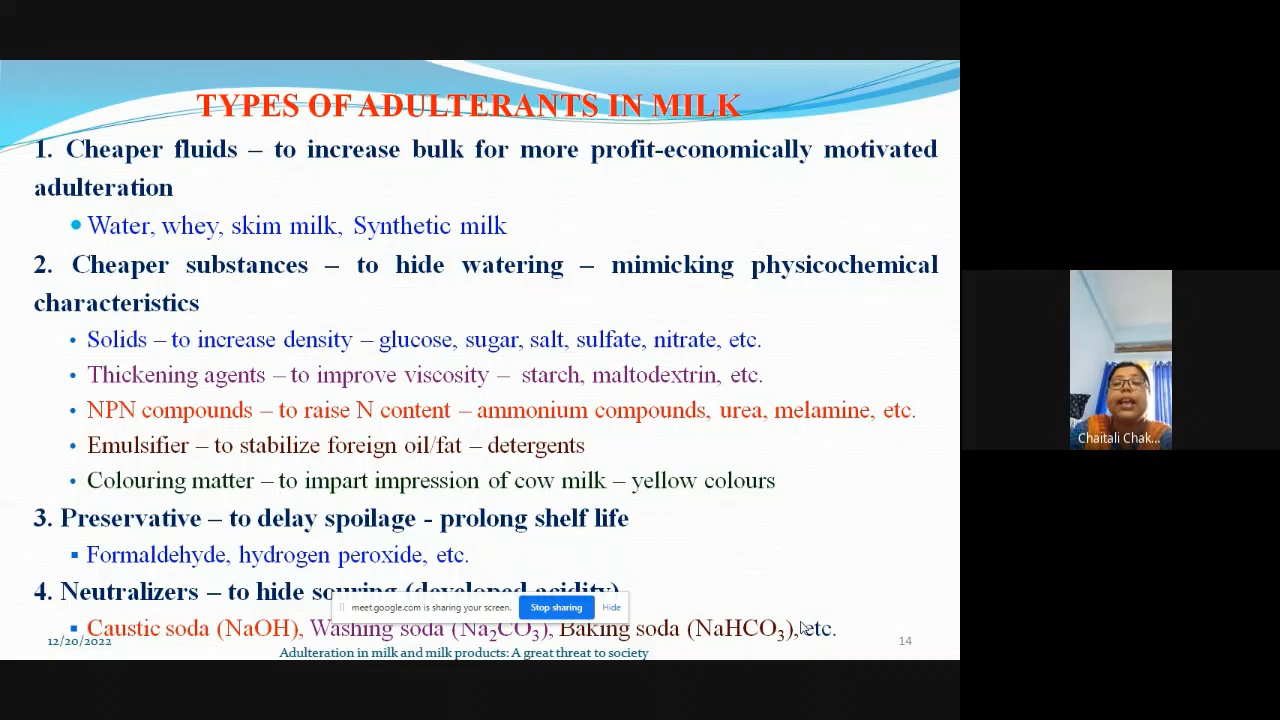 TYPES OF ADULTERANTS IN MILK
1. Cheaper fluids – to increase bulk for more profit-economically motivated
adulteration
• Water, whey, skim milk, Synthetic milk
2. Cheaper substances – to hide watering – mimicking physicochemical
characteristics
• Solids – to increase density – glucose, sugar, salt, sulfate, nitrate, etc.
• Thickening agents – to improve viscosity – starch, maltodextrin, etc.
• NPN compounds – to raise N content – ammonium compounds, urea, melamine, etc.
• Emulsifier – to stabilize foreign oil/fat – detergents
• Colouring matter – to impart impression of cow milk – yellow colours
3. Preservative – to delay spoilage - prolong shelf life
▪ Formaldehyde, hydrogen peroxide, etc.
4. Neutralizers – to hide souring (developed acidity)
meet.google.com is sharing your screen. Stop sharing Hide
▪ Caustic soda (NaOH), Washing soda (Na₂CO₃), Baking soda (NaHCO₃), etc.
12/20/2022
Adulteration in milk and milk products: A great threat to society
14
Chaitali Chak...